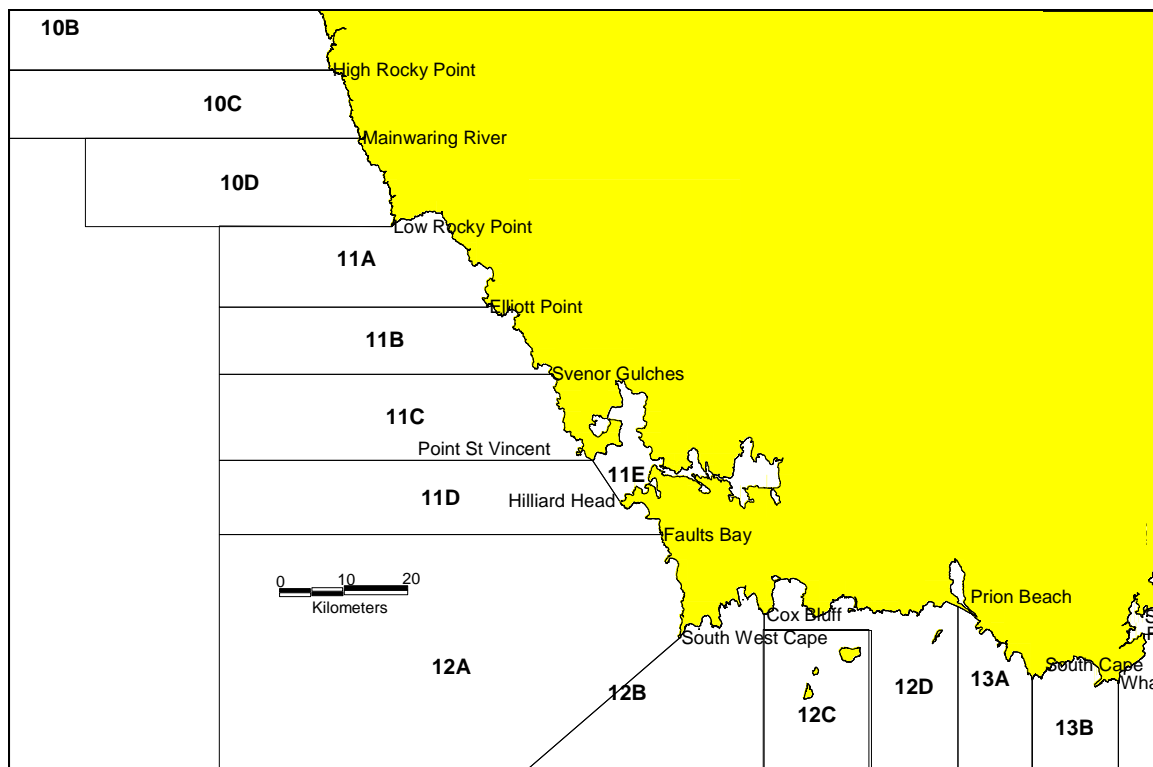 10B
High Rocky Point
10C
Mainwaring River
10D
Low Rocky Point
11A
Elliott Point
11B
Svenor Gulches
11C
Point St Vincent
11E
11D
Hilliard Head
Faults Bay
0 10 20
Kilometers
Prion Beach
Cox Bluff
South West Cape
South Cape
12A
12B
12C
12D
13A
13B